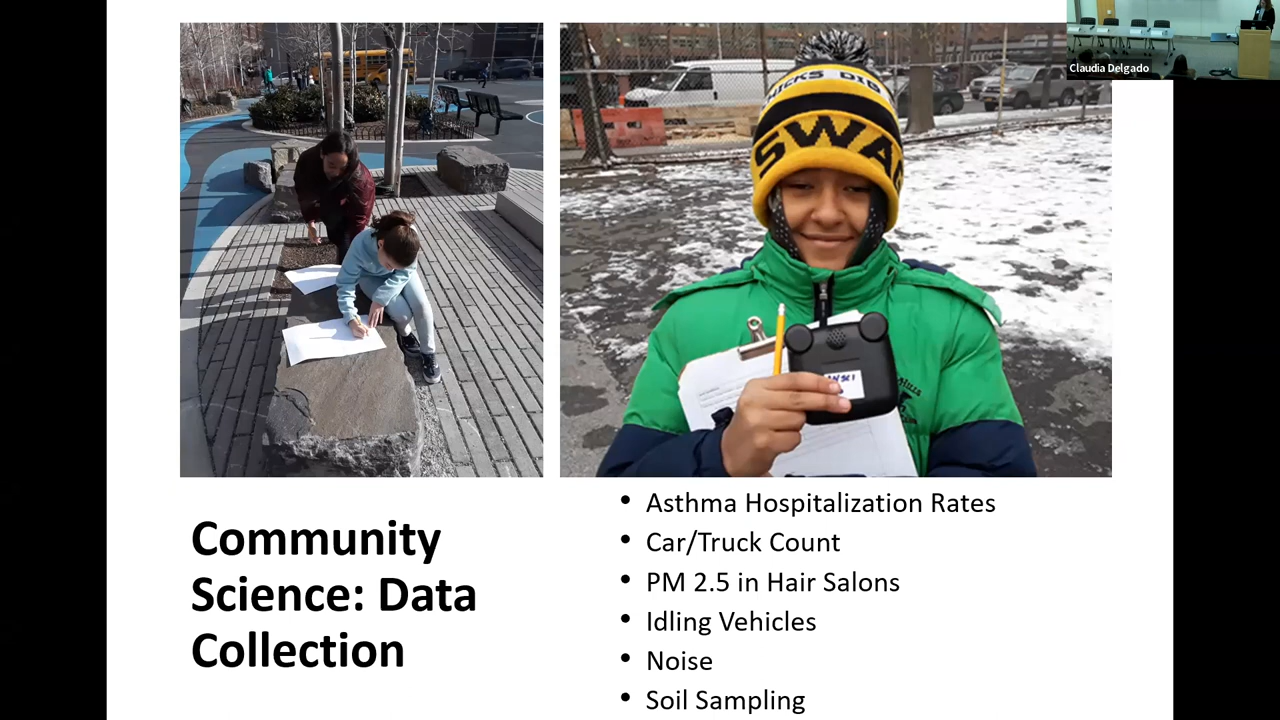 Claudia Delgado
SWA
Community
Science: Data
Collection
• Asthma Hospitalization Rates
• Car/Truck Count
• PM 2.5 in Hair Salons
• Idling Vehicles
• Noise
• Soil Sampling